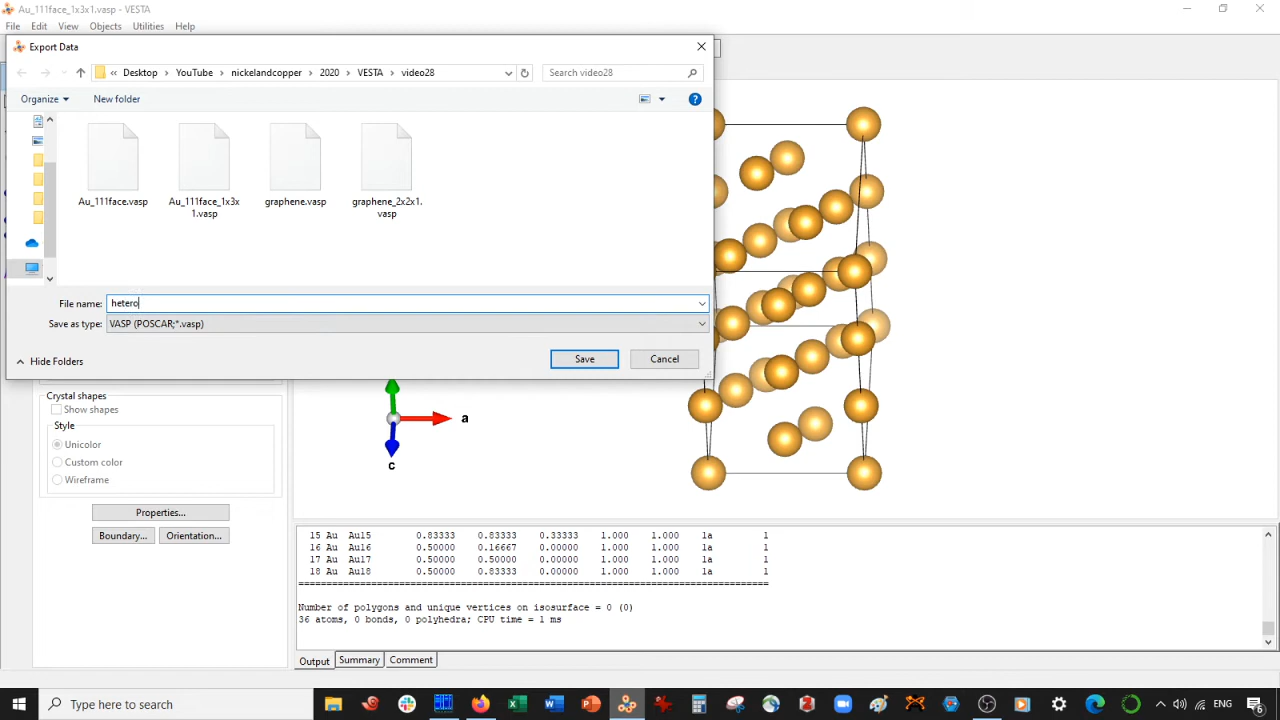 Au_111face_1x3x1.vasp - VESTA
File Edit View Objects Utilities Help
Export Data
« Desktop > YouTube > nickelandcopper > 2020 > VESTA > video28
Search video28
Organize New folder
Au_111face.vasp
Au_111face_1x3x
1.vasp
graphene.vasp
graphene_2x2x1.
vasp
File name: hetero
Save as type: VASP (POSCAR;*.vasp)
Hide Folders
Save
Cancel
Crystal shapes
Show shapes
Style
Unicolor
Custom color
Wireframe
Properties...
Boundary... Orientation...
a
c
15 Au Au15 0.83333 0.83333 0.33333 1.000 1.000 1a 1
16 Au Au16 0.50000 0.16667 0.00000 1.000 1.000 1a 1
17 Au Au17 0.50000 0.50000 0.00000 1.000 1.000 1a 1
18 Au Au18 0.50000 0.83333 0.00000 1.000 1.000 1a 1
==============================================================================
Number of polygons and unique vertices on isosurface = 0 (0)
36 atoms, 0 bonds, 0 polyhedra; CPU time = 1 ms
Output Summary Comment
Type here to search
ENG
6